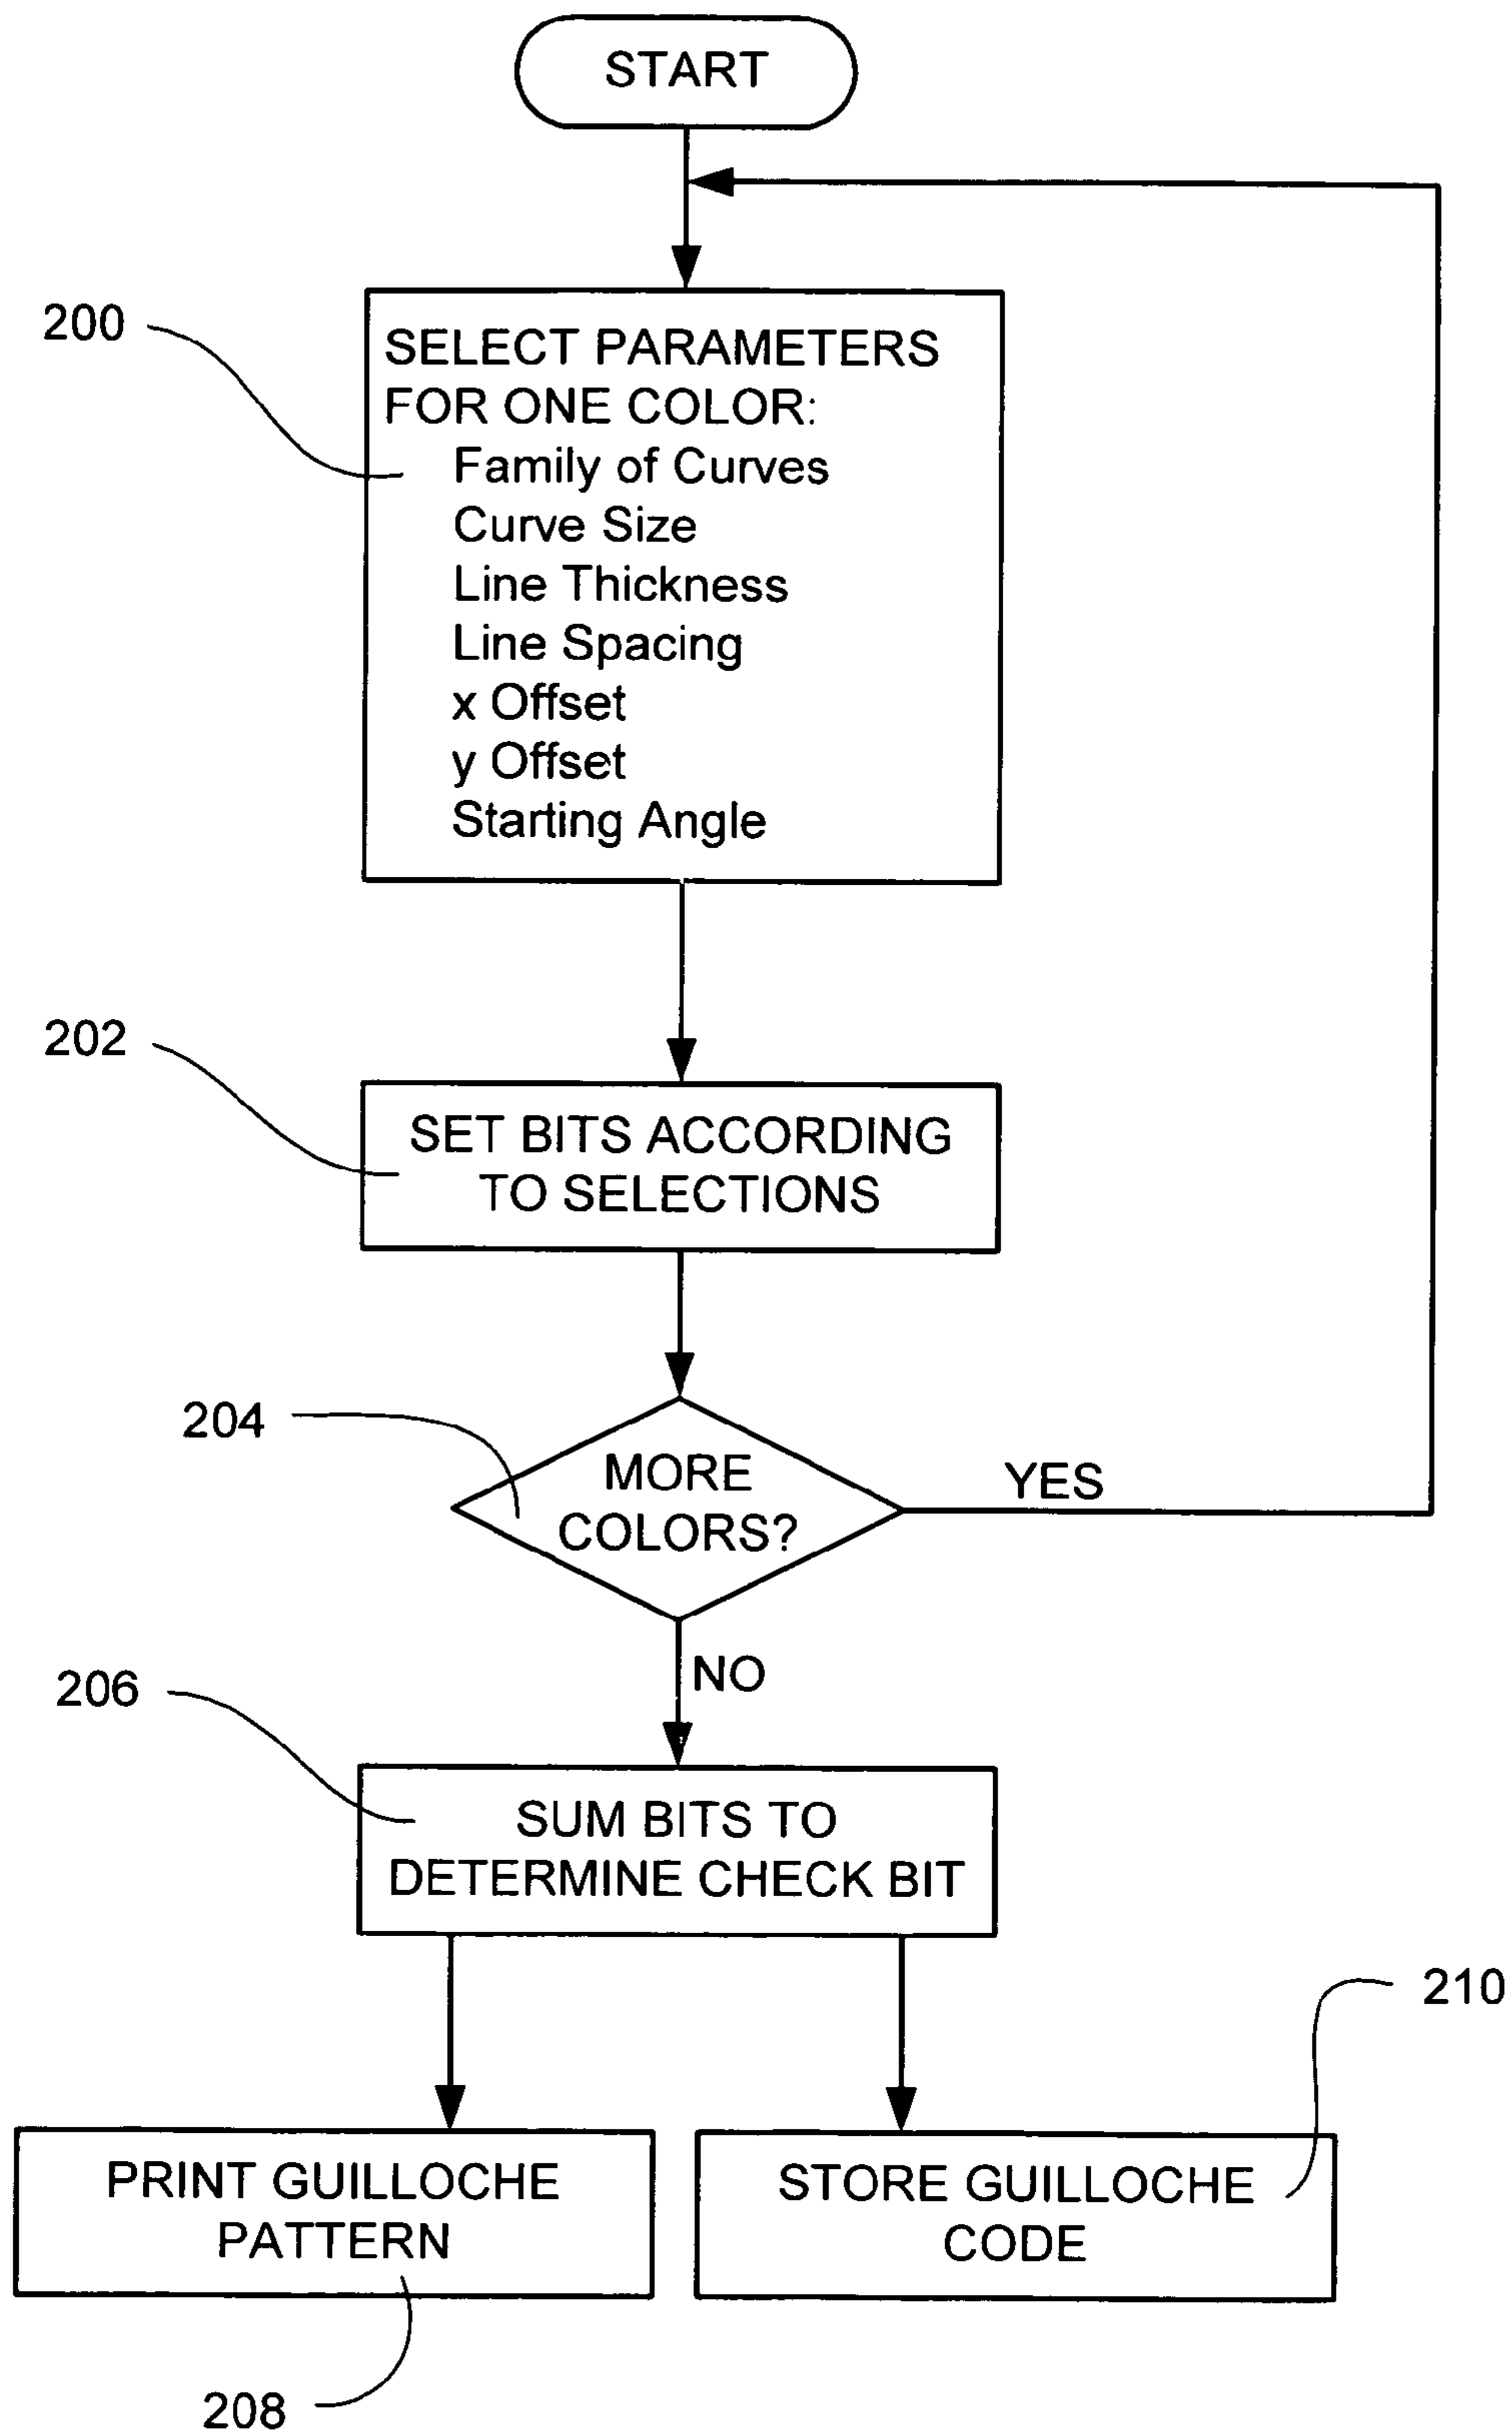 START
200
SELECT PARAMETERS
FOR ONE COLOR:
Family of Curves
Curve Size
Line Thickness
Line Spacing
x Offset
y Offset
Starting Angle
202
SET BITS ACCORDING
TO SELECTIONS
204
MORE
COLORS?
YES
NO
206
SUM BITS TO
DETERMINE CHECK BIT
210
PRINT GUILLOCHE
PATTERN
STORE GUILLOCHE
CODE
208